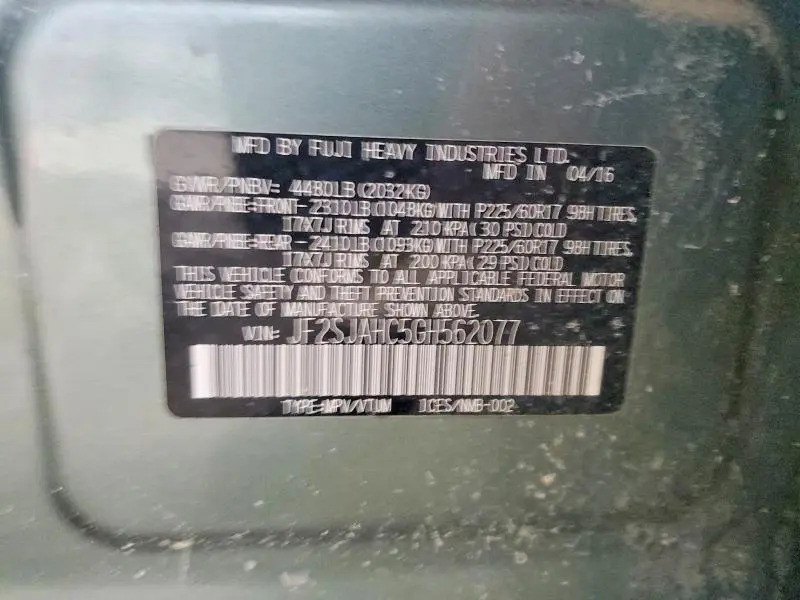 MFD BY FUJI HEAVY INDUSTRIES LTD.
MFD IN 04/16
GVWR/PNBV= 4480LB(2032KG)
GAWR/PNBE=FRONT- 2310LB(1048KG)WITH P225/60R17 98H TIRES.
17X7J RIMS AT 210 KPA( 30 PSI)COLD
GAWR/PNBE=REAR - 2410LB(1093KG)WITH P225/60R17 98H TIRES.
17X7J RIMS AT 200 KPA( 29 PSI)COLD
THIS VEHICLE CONFORMS TO ALL APPLICABLE FEDERAL MOTOR
VEHICLE SAFETY AND THEFT PREVENTION STANDARDS IN EFFECT ON
THE DATE OF MANUFACTURE SHOWN ABOVE.
VIN: JF2SJAHC5GH562077
TYPE=MPV/VTUM ICES/NMB-002